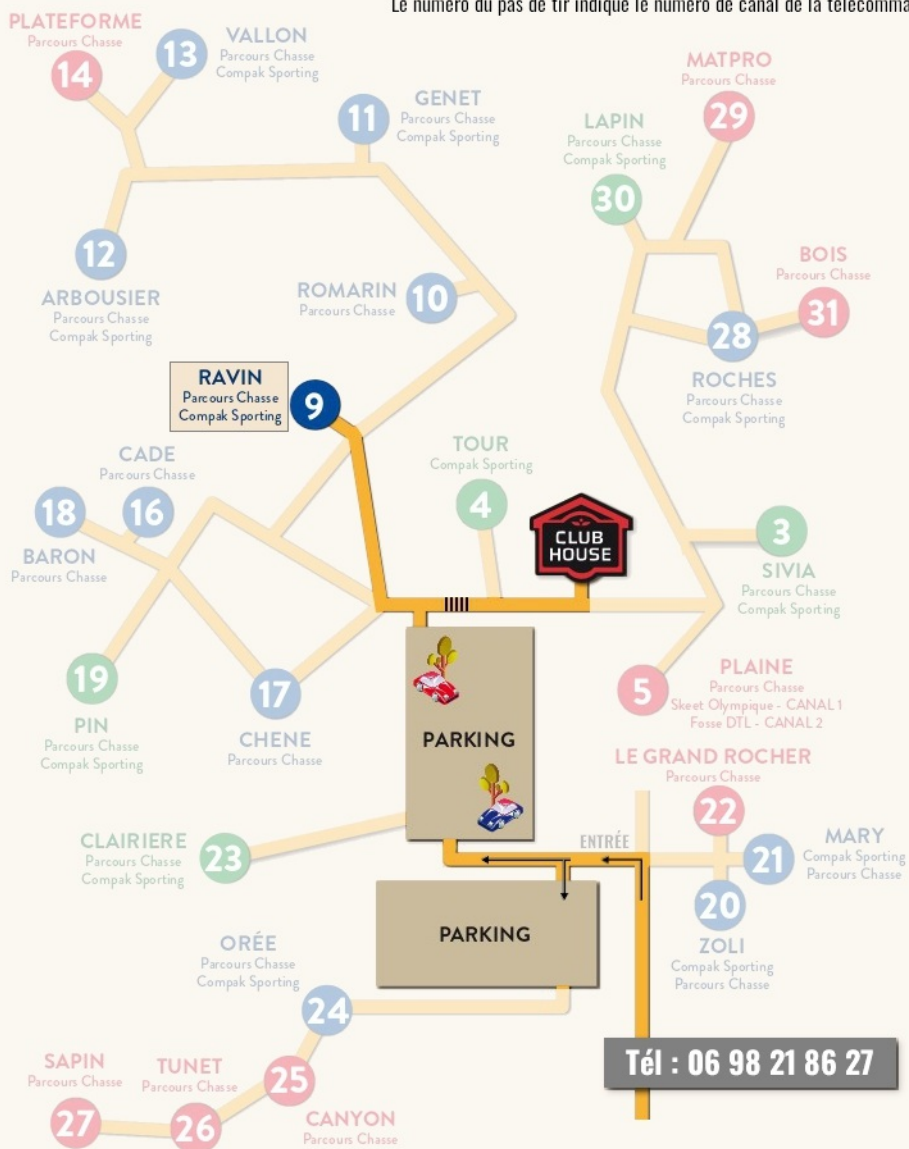 Le numéro du pas de tir indique le numéro de canal de la télécomma
PLATEFORME
Parcours Chasse
14
13
VALLON
Parcours Chasse
Compak Sporting
11
GENET
Parcours Chasse
Compak Sporting
MATPRO
Parcours Chasse
29
LAPIN
Parcours Chasse
Compak Sporting
30
12
ARBOUSIER
Parcours Chasse
Compak Sporting
ROMARIN
Parcours Chasse
10
BOIS
Parcours Chasse
31
28
ROCHES
Parcours Chasse
Compak Sporting
RAVIN
Parcours Chasse
Compak Sporting
9
TOUR
Compak Sporting
4
CLUB
HOUSE
CADE
Parcours Chasse
16
18
BARON
Parcours Chasse
3
SIVIA
Parcours Chasse
Compak Sporting
19
PIN
Parcours Chasse
Compak Sporting
17
CHENE
Parcours Chasse
5
PLAINE
Parcours Chasse
Skeet Olympique - CANAL 1
Fosse DTL - CANAL 2
PARKING
LE GRAND ROCHER
Parcours Chasse
22
CLAIRIERE
Parcours Chasse
Compak Sporting
23
ENTRÉE
21
MARY
Compak Sporting
Parcours Chasse
20
ZOLI
Compak Sporting
Parcours Chasse
PARKING
ORÉE
Parcours Chasse
Compak Sporting
24
Tél : 06 98 21 86 27
SAPIN
Parcours Chasse
27
TUNET
Parcours Chasse
26
25
CANYON
Parcours Chasse